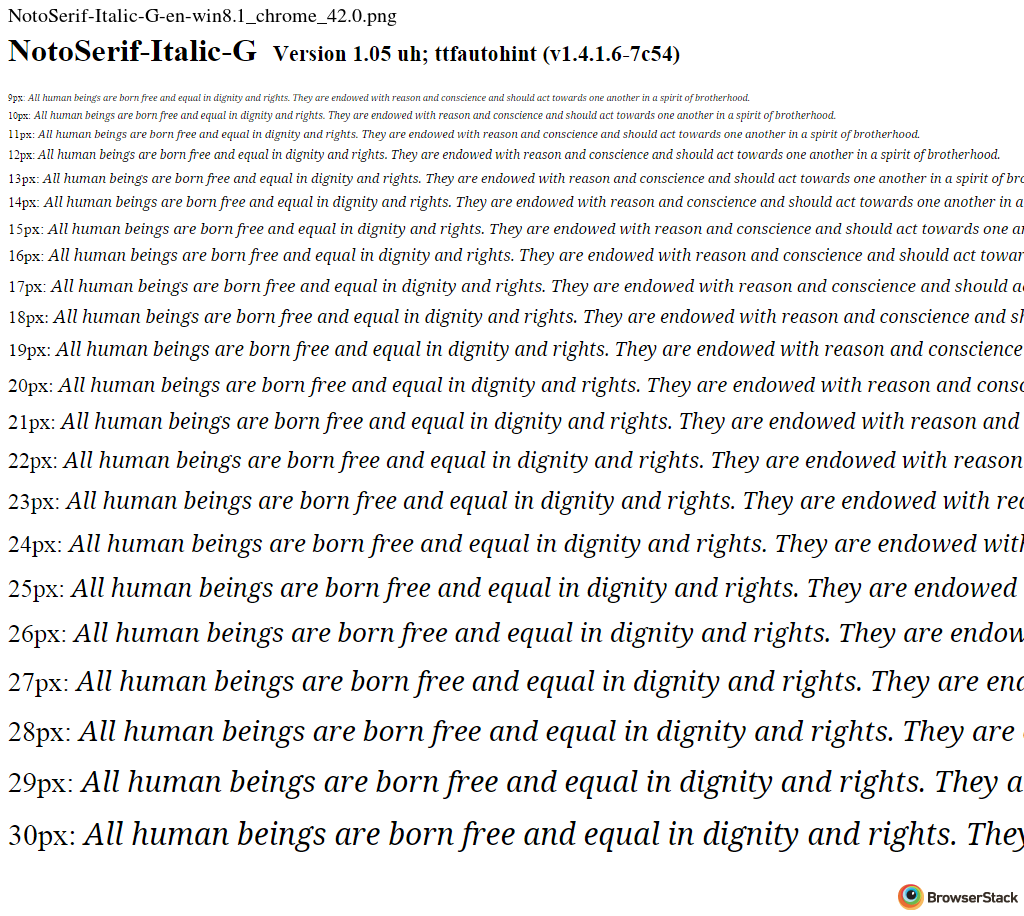 NotoSerif-Italic-G-en-win8.1_chrome_42.0.png
NotoSerif-Italic-G Version 1.05 uh; ttfautohint (v1.4.1.6-7c54)
9px: All human beings are born free and equal in dignity and rights. They are endowed with reason and conscience and should act towards one another in a spirit of brotherhood.
10px: All human beings are born free and equal in dignity and rights. They are endowed with reason and conscience and should act towards one another in a spirit of brotherhood.
11px: All human beings are born free and equal in dignity and rights. They are endowed with reason and conscience and should act towards one another in a spirit of brotherhood.
12px: All human beings are born free and equal in dignity and rights. They are endowed with reason and conscience and should act towards one another in a spirit of brotherhood.
13px: All human beings are born free and equal in dignity and rights. They are endowed with reason and conscience and should act towards one another in a spirit of bro
14px: All human beings are born free and equal in dignity and rights. They are endowed with reason and conscience and should act towards one another in a
15px: All human beings are born free and equal in dignity and rights. They are endowed with reason and conscience and should act towards one an
16px: All human beings are born free and equal in dignity and rights. They are endowed with reason and conscience and should act towar
17px: All human beings are born free and equal in dignity and rights. They are endowed with reason and conscience and should a
18px: All human beings are born free and equal in dignity and rights. They are endowed with reason and conscience and sh
19px: All human beings are born free and equal in dignity and rights. They are endowed with reason and conscience
20px: All human beings are born free and equal in dignity and rights. They are endowed with reason and consc
21px: All human beings are born free and equal in dignity and rights. They are endowed with reason and
22px: All human beings are born free and equal in dignity and rights. They are endowed with reason
23px: All human beings are born free and equal in dignity and rights. They are endowed with rea
24px: All human beings are born free and equal in dignity and rights. They are endowed with
25px: All human beings are born free and equal in dignity and rights. They are endowed
26px: All human beings are born free and equal in dignity and rights. They are endow
27px: All human beings are born free and equal in dignity and rights. They are end
28px: All human beings are born free and equal in dignity and rights. They are
29px: All human beings are born free and equal in dignity and rights. They a
30px: All human beings are born free and equal in dignity and rights. They
BrowserStack